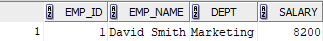 EMP_ID EMP_NAME DEPT SALARY
1 1 David Smith Marketing 8200